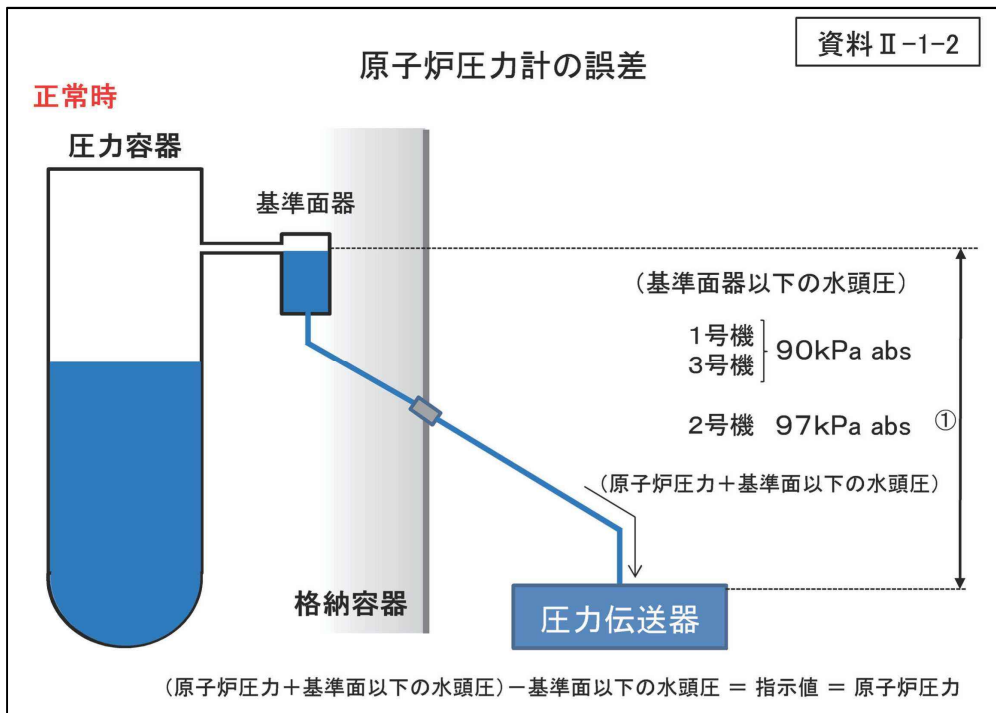 資料Ⅱ-1-2
原子炉圧力計の誤差
正常時
圧力容器
基準面器
(基準面器以下の水頭圧)
1号機
3号機
90kPa abs
2号機 97kPa abs
①
(原子炉圧力+基準面以下の水頭圧)
格納容器
圧力伝送器
(原子炉圧力+基準面以下の水頭圧)-基準面以下の水頭圧 = 指示値 = 原子炉圧力